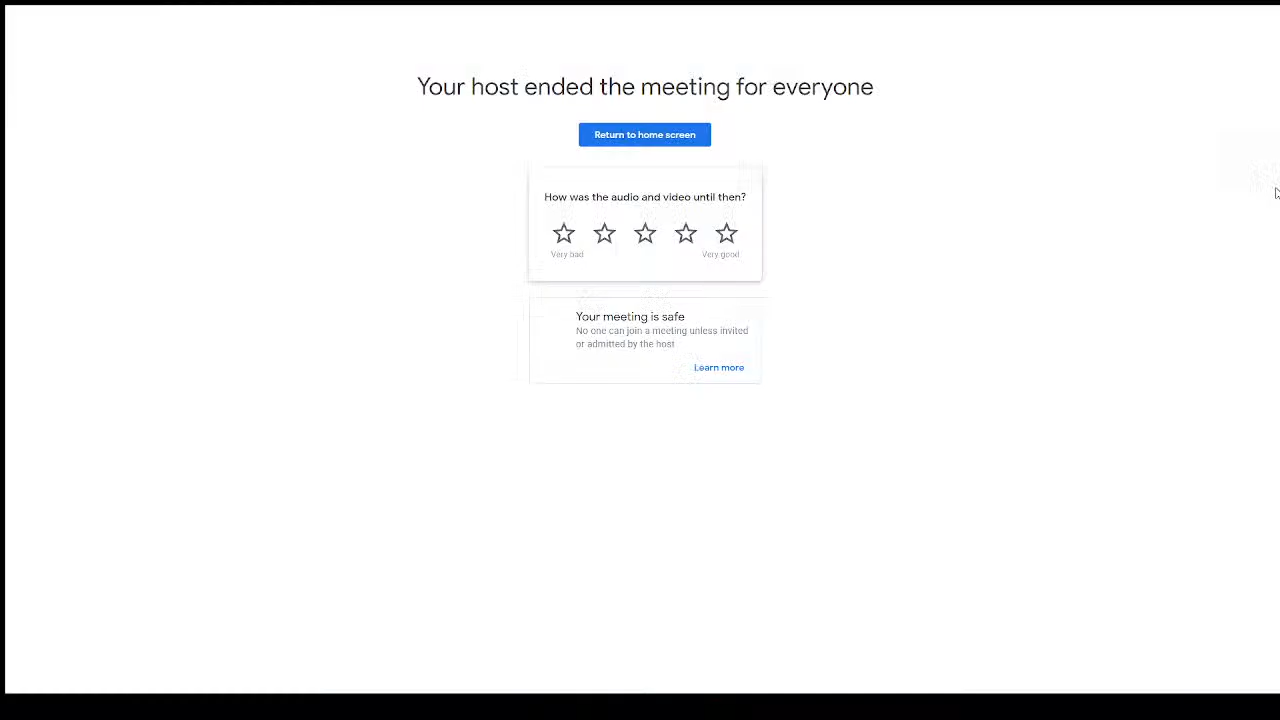 Your host ended the meeting for everyone
Return to home screen
How was the audio and video until then?
Very bad
Very good
Your meeting is safe
No one can join a meeting unless invited
or admitted by the host
Learn more